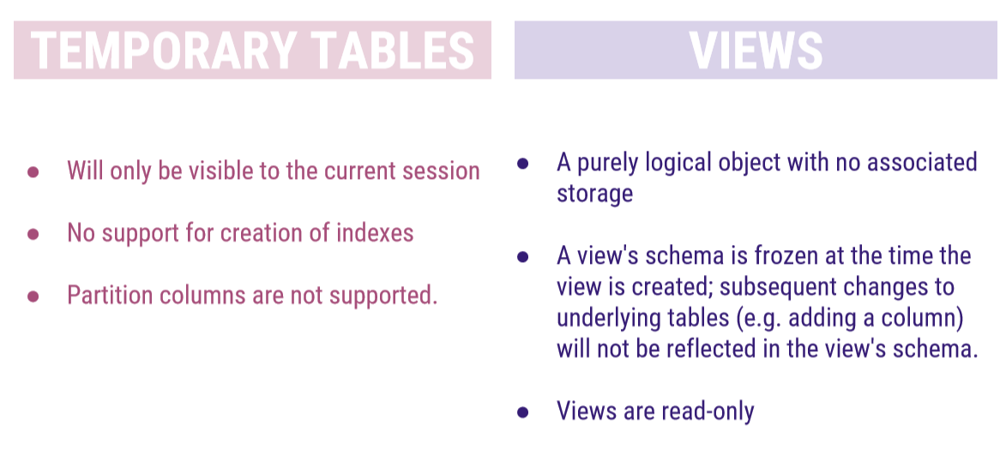 TEMPORARY TABLES
● Will only be visible to the current session
● No support for creation of indexes
● Partition columns are not supported.
VIEWS
● A purely logical object with no associated
storage
● A view's schema is frozen at the time the
view is created; subsequent changes to
underlying tables (e.g. adding a column)
will not be reflected in the view's schema.
● Views are read-only